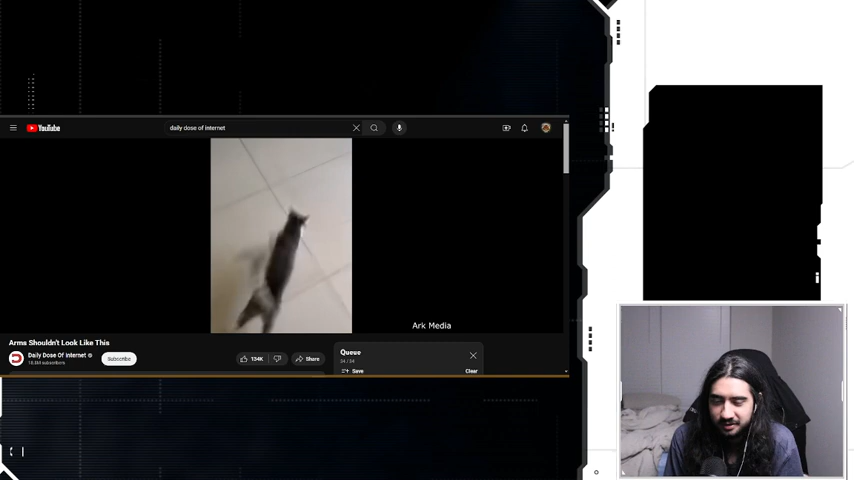 YouTube
daily dose of internet
Ark Media
Arms Shouldn't Look Like This
Daily Dose Of Internet
Subscribe
134K
Share
Queue
Save
Clear